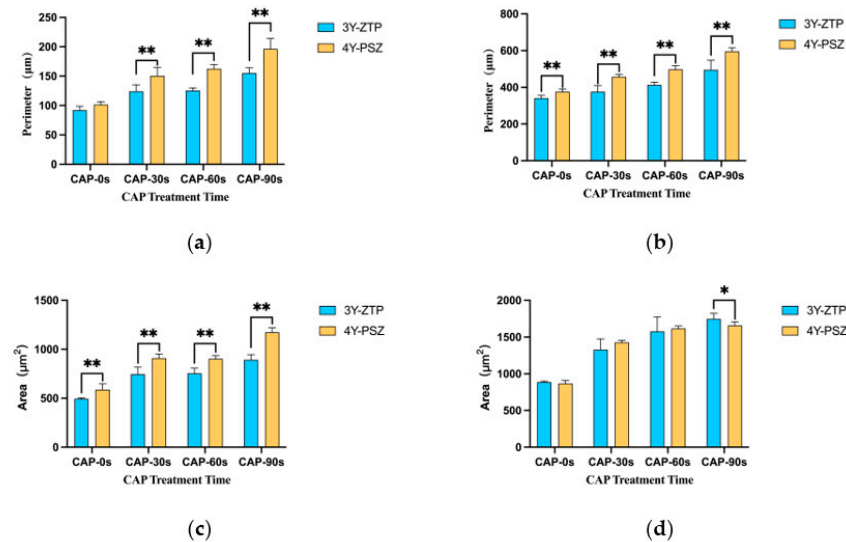 250
200
150
100
50
0
Perimeter (μm)
**
**
**
CAP-0s CAP-30s CAP-60s CAP-90s
CAP Treatment Time
3Y-ZTP
4Y-PSZ
(a)
800
600
400
200
0
Perimeter (μm)
**
**
**
**
CAP-0s CAP-30s CAP-60s CAP-90s
CAP Treatment Time
3Y-ZTP
4Y-PSZ
(b)
1500
1000
500
0
Area (μm²)
**
**
**
**
CAP-0s CAP-30s CAP-60s CAP-90s
CAP Treatment Time
3Y-ZTP
4Y-PSZ
(c)
2000
1500
1000
500
0
Area (μm²)
*
CAP-0s CAP-30s CAP-60s CAP-90s
CAP Treatment Time
3Y-ZTP
4Y-PSZ
(d)